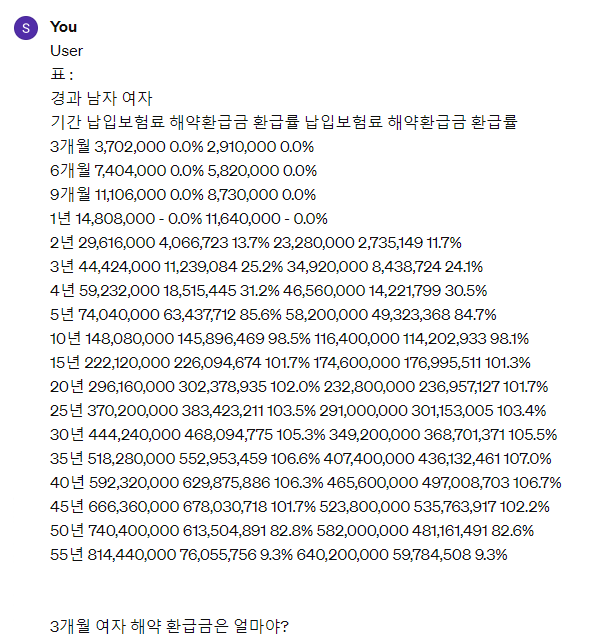 S You
User
표 :
경과 남자 여자
기간 납입보험료 해약환급금 환급률 납입보험료 해약환급금 환급률
3개월 3,702,000 0.0% 2,910,000 0.0%
6개월 7,404,000 0.0% 5,820,000 0.0%
9개월 11,106,000 0.0% 8,730,000 0.0%
1년 14,808,000 - 0.0% 11,640,000 - 0.0%
2년 29,616,000 4,066,723 13.7% 23,280,000 2,735,149 11.7%
3년 44,424,000 11,239,084 25.2% 34,920,000 8,438,724 24.1%
4년 59,232,000 18,515,445 31.2% 46,560,000 14,221,799 30.5%
5년 74,040,000 63,437,712 85.6% 58,200,000 49,323,368 84.7%
10년 148,080,000 145,896,469 98.5% 116,400,000 114,202,933 98.1%
15년 222,120,000 226,094,674 101.7% 174,600,000 176,995,511 101.3%
20년 296,160,000 302,378,935 102.0% 232,800,000 236,957,127 101.7%
25년 370,200,000 383,423,211 103.5% 291,000,000 301,153,005 103.4%
30년 444,240,000 468,094,775 105.3% 349,200,000 368,701,371 105.5%
35년 518,280,000 552,953,459 106.6% 407,400,000 436,132,461 107.0%
40년 592,320,000 629,875,886 106.3% 465,600,000 497,008,703 106.7%
45년 666,360,000 678,030,718 101.7% 523,800,000 535,763,917 102.2%
50년 740,400,000 613,504,891 82.8% 582,000,000 481,161,491 82.6%
55년 814,440,000 76,055,756 9.3% 640,200,000 59,784,508 9.3%
3개월 여자 해약 환급금은 얼마야?